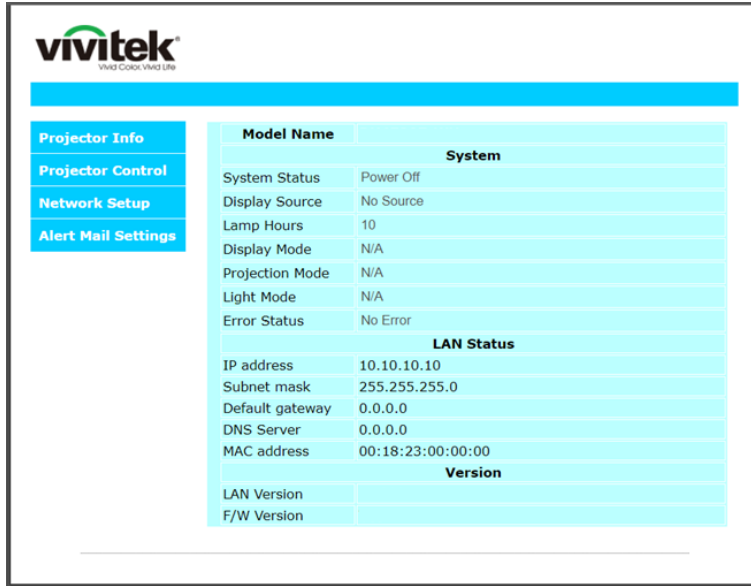 vivitek
Vivid Color, Vivid Life
Projector Info
Projector Control
Network Setup
Alert Mail Settings
Model Name
System
System Status Power Off
Display Source No Source
Lamp Hours 10
Display Mode N/A
Projection Mode N/A
Light Mode N/A
Error Status No Error
LAN Status
IP address 10.10.10.10
Subnet mask 255.255.255.0
Default gateway 0.0.0.0
DNS Server 0.0.0.0
MAC address 00:18:23:00:00:00
Version
LAN Version
F/W Version